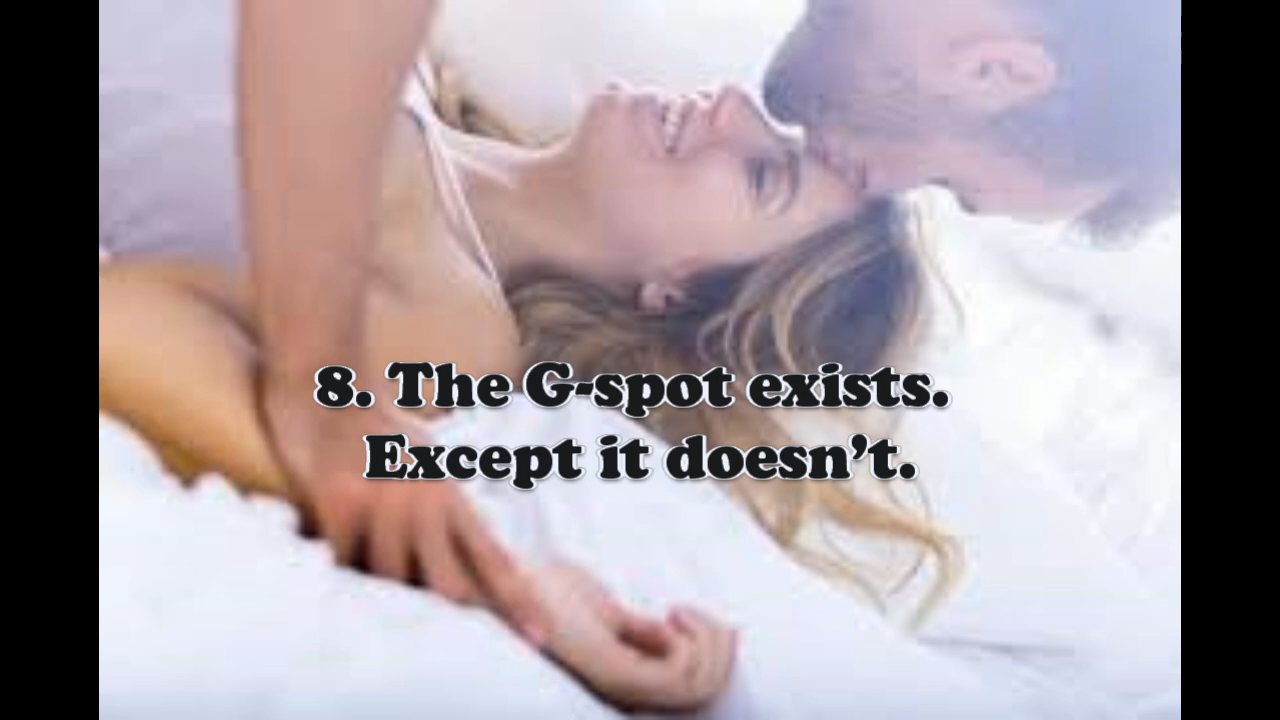 8. The G-spot exists.
Except it doesn’t.